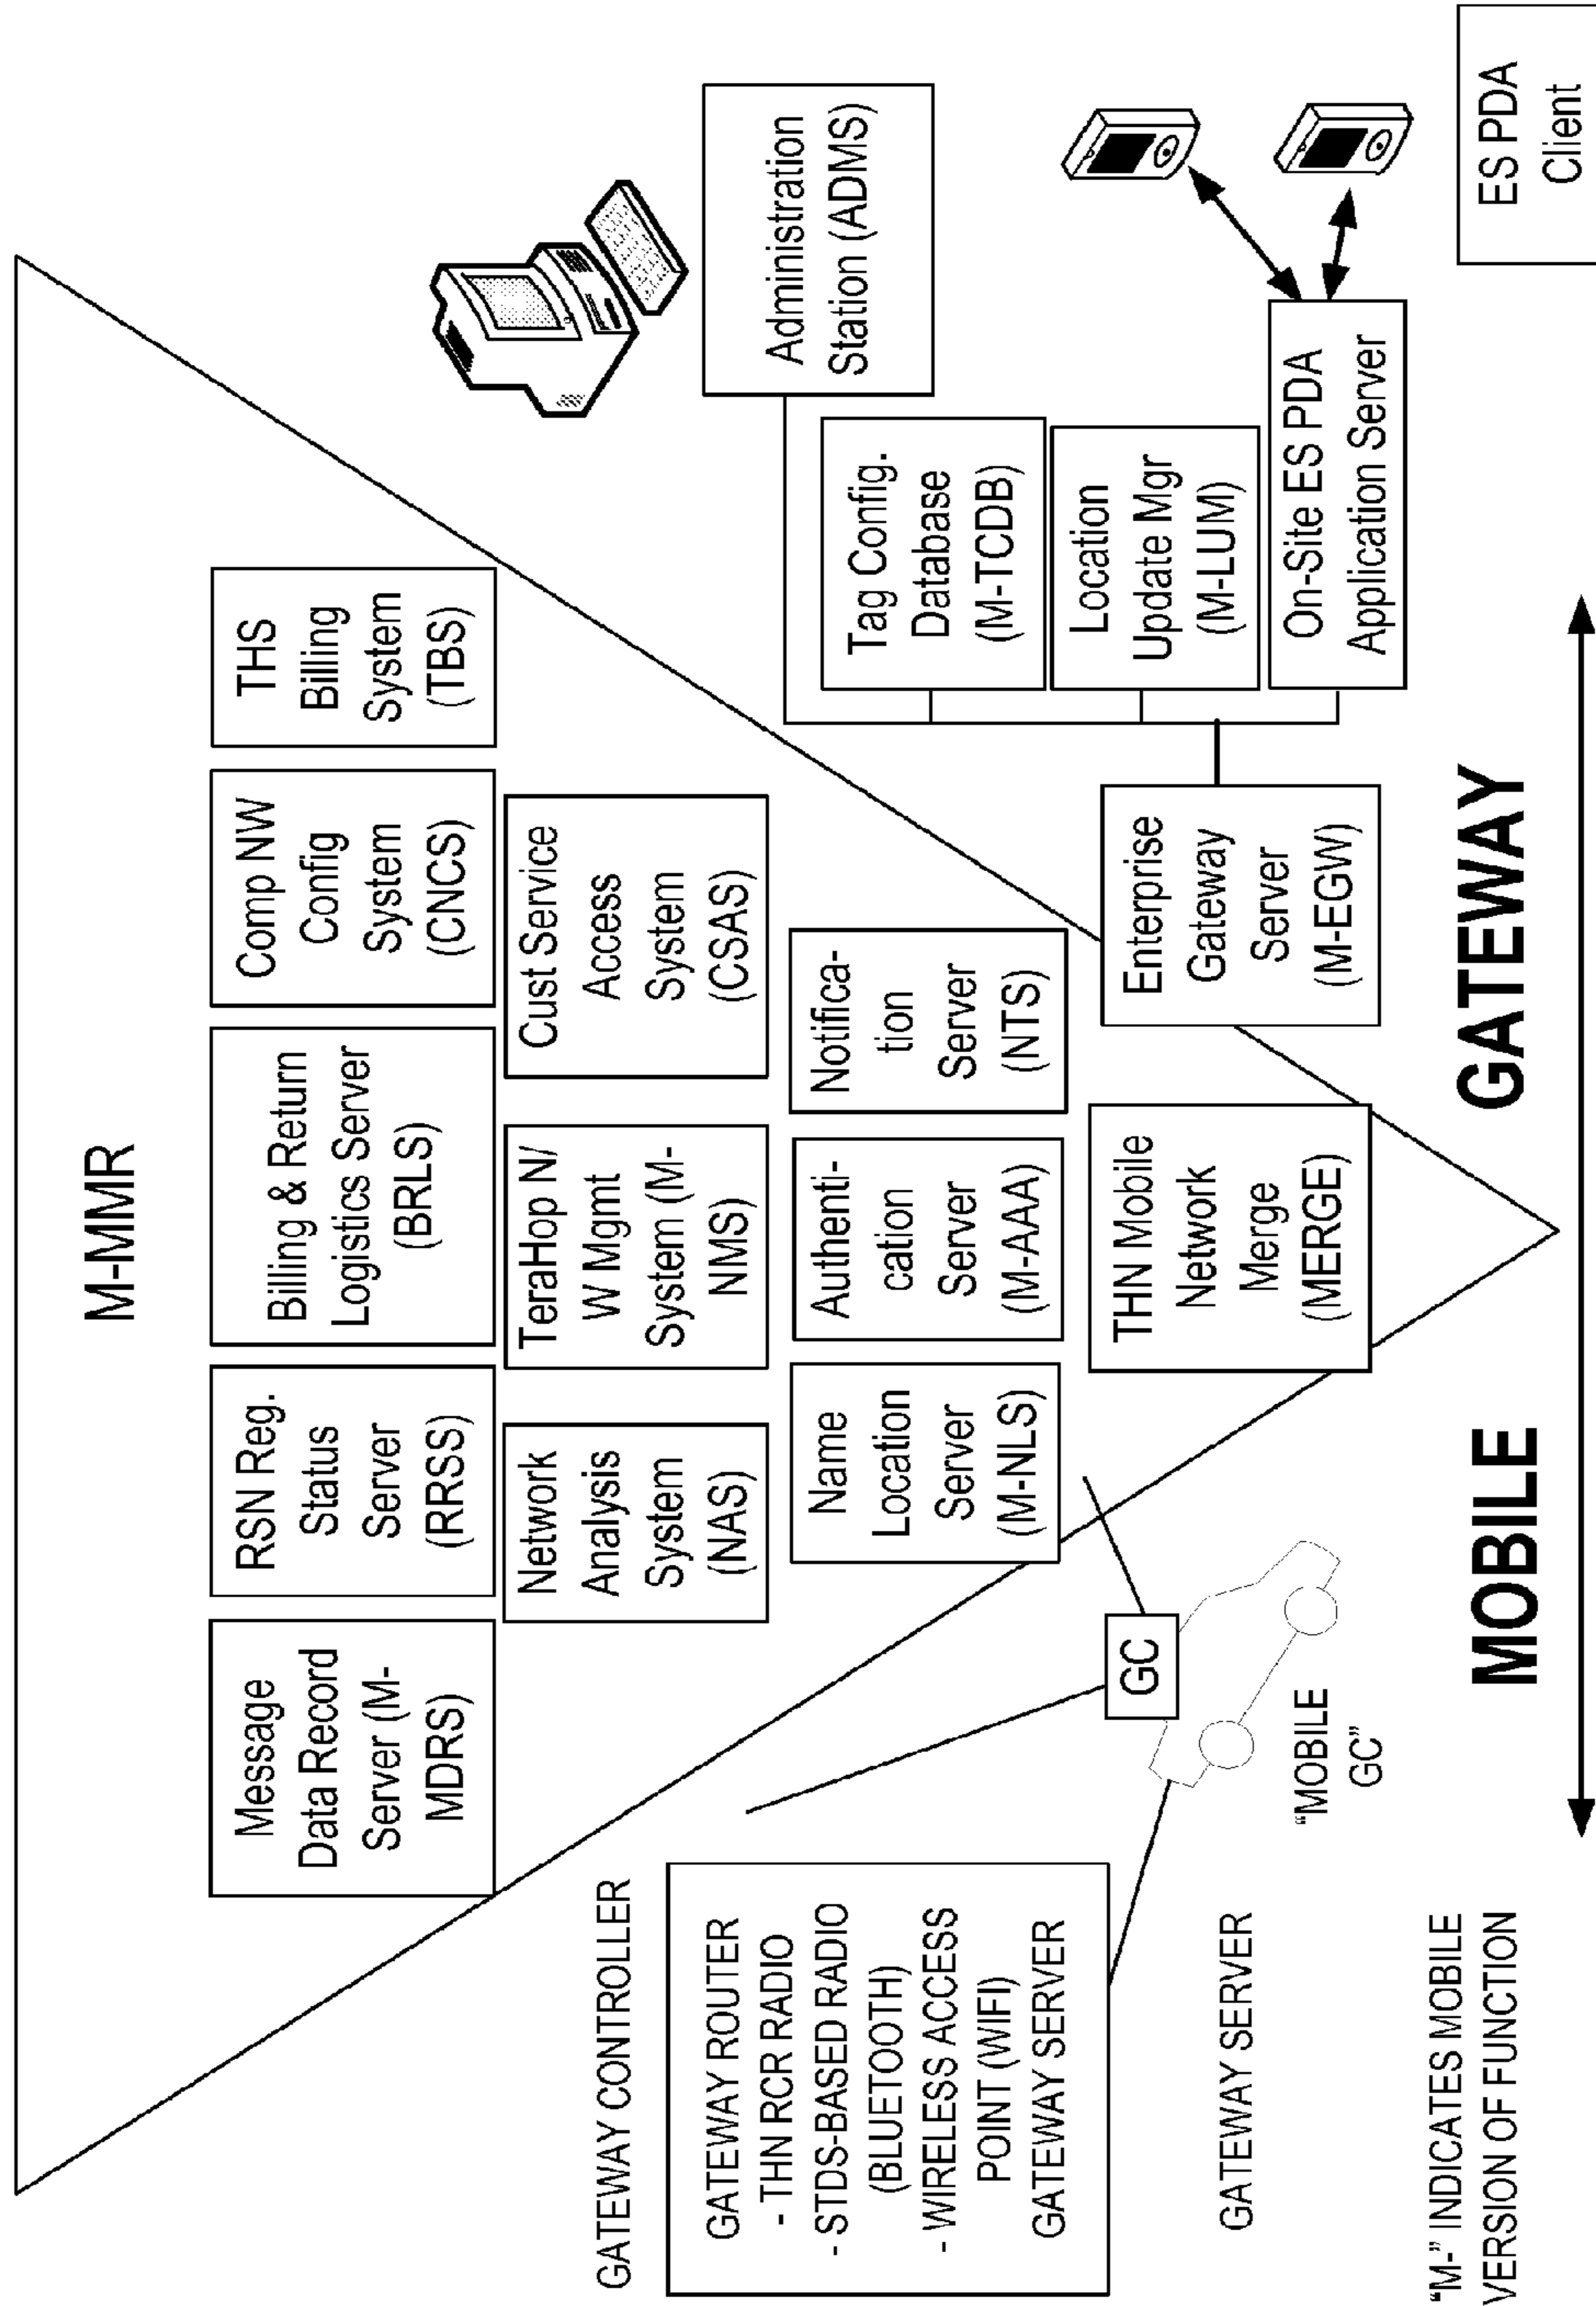 M-MMR
Message
Data Record
Server (M-
MDRS)
RSN Reg.
Status
Server
(RRSS)
Billing & Return
Logistics Server
(BRLS)
Comp NW
Config
System
(CNCS)
THS
Billing
System
(TBS)
Network
Analysis
System
(NAS)
TeraHop N/
W Mgmt
System (M-
NMS)
Cust Service
Access
System
(CSAS)
Name
Location
Server
(M-NLS)
Authenti-
cation
Server
(M-AAA)
Notifica-
tion
Server
(NTS)
THN Mobile
Network
Merge
(MERGE)
Enterprise
Gateway
Server
(M-EGW)
Administration
Station (ADMS)
Tag Config.
Database
(M-TCDB)
Location
Update Mgr
(M-LUM)
On-Site ES PDA
Application Server
ES PDA
Client
GATEWAY CONTROLLER
GATEWAY ROUTER
- THN RCR RADIO
- STDS-BASED RADIO
(BLUETOOTH)
- WIRELESS ACCESS
POINT (WIFI)
GATEWAY SERVER
GC
"MOBILE
GC"
GATEWAY SERVER
"M-" INDICATES MOBILE
VERSION OF FUNCTION
MOBILE
GATEWAY